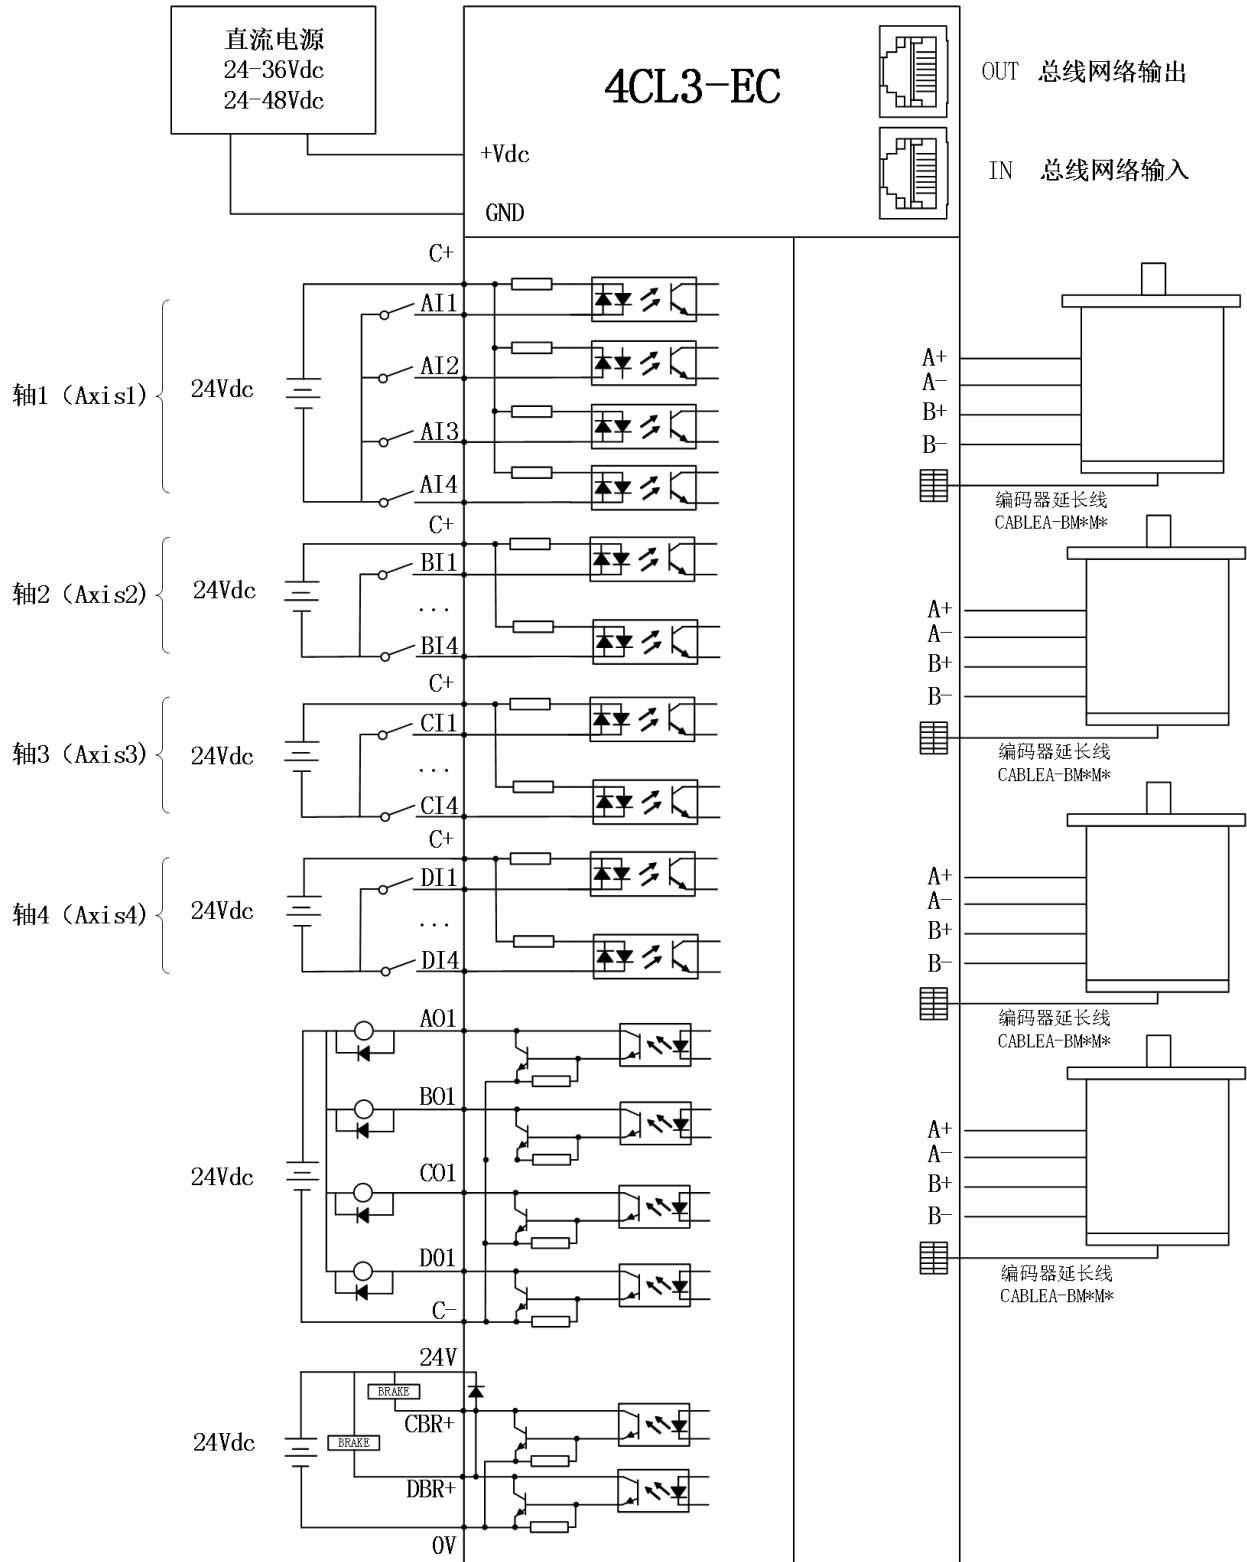 直流电源
24-36Vdc
24-48Vdc
4CL3-EC
OUT 总线网络输出
+Vdc
IN 总线网络输入
GND
C+
AI1
AI2
轴1（Axis1）
24Vdc
AI3
AI4
C+
BI1
轴2（Axis2）
24Vdc
...
BI4
C+
CI1
轴3（Axis3）
24Vdc
...
CI4
C+
DI1
轴4（Axis4）
24Vdc
...
DI4
AO1
BO1
24Vdc
CO1
DO1
C-
24V
BRAKE
CBR+
24Vdc
BRAKE
DBR+
0V
A+
A-
B+
B-
编码器延长线
CABLEA-BM*M*
A+
A-
B+
B-
编码器延长线
CABLEA-BM*M*
A+
A-
B+
B-
编码器延长线
CABLEA-BM*M*
A+
A-
B+
B-
编码器延长线
CABLEA-BM*M*